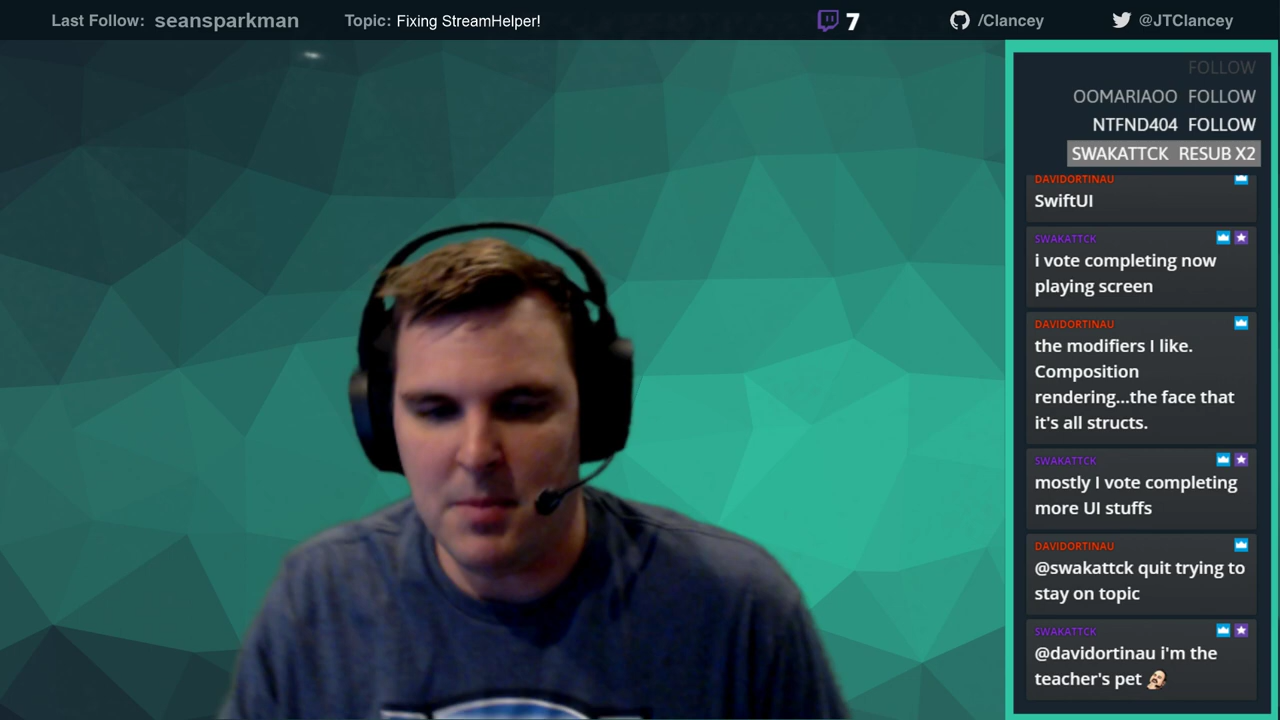 Last Follow: seansparkman Topic: Fixing StreamHelper! 7 /Clancey @JTClancey
FOLLOW
OOMARIAOO FOLLOW
NTFND404 FOLLOW
SWAKATTCK RESUB X2
DAVIDORTINAU
SwiftUI
SWAKATTCK
i vote completing now
playing screen
DAVIDORTINAU
the modifiers I like.
Composition
rendering...the face that
it's all structs.
SWAKATTCK
mostly I vote completing
more UI stuffs
DAVIDORTINAU
@swakattck quit trying to
stay on topic
SWAKATTCK
@davidortinau i'm the
teacher's pet